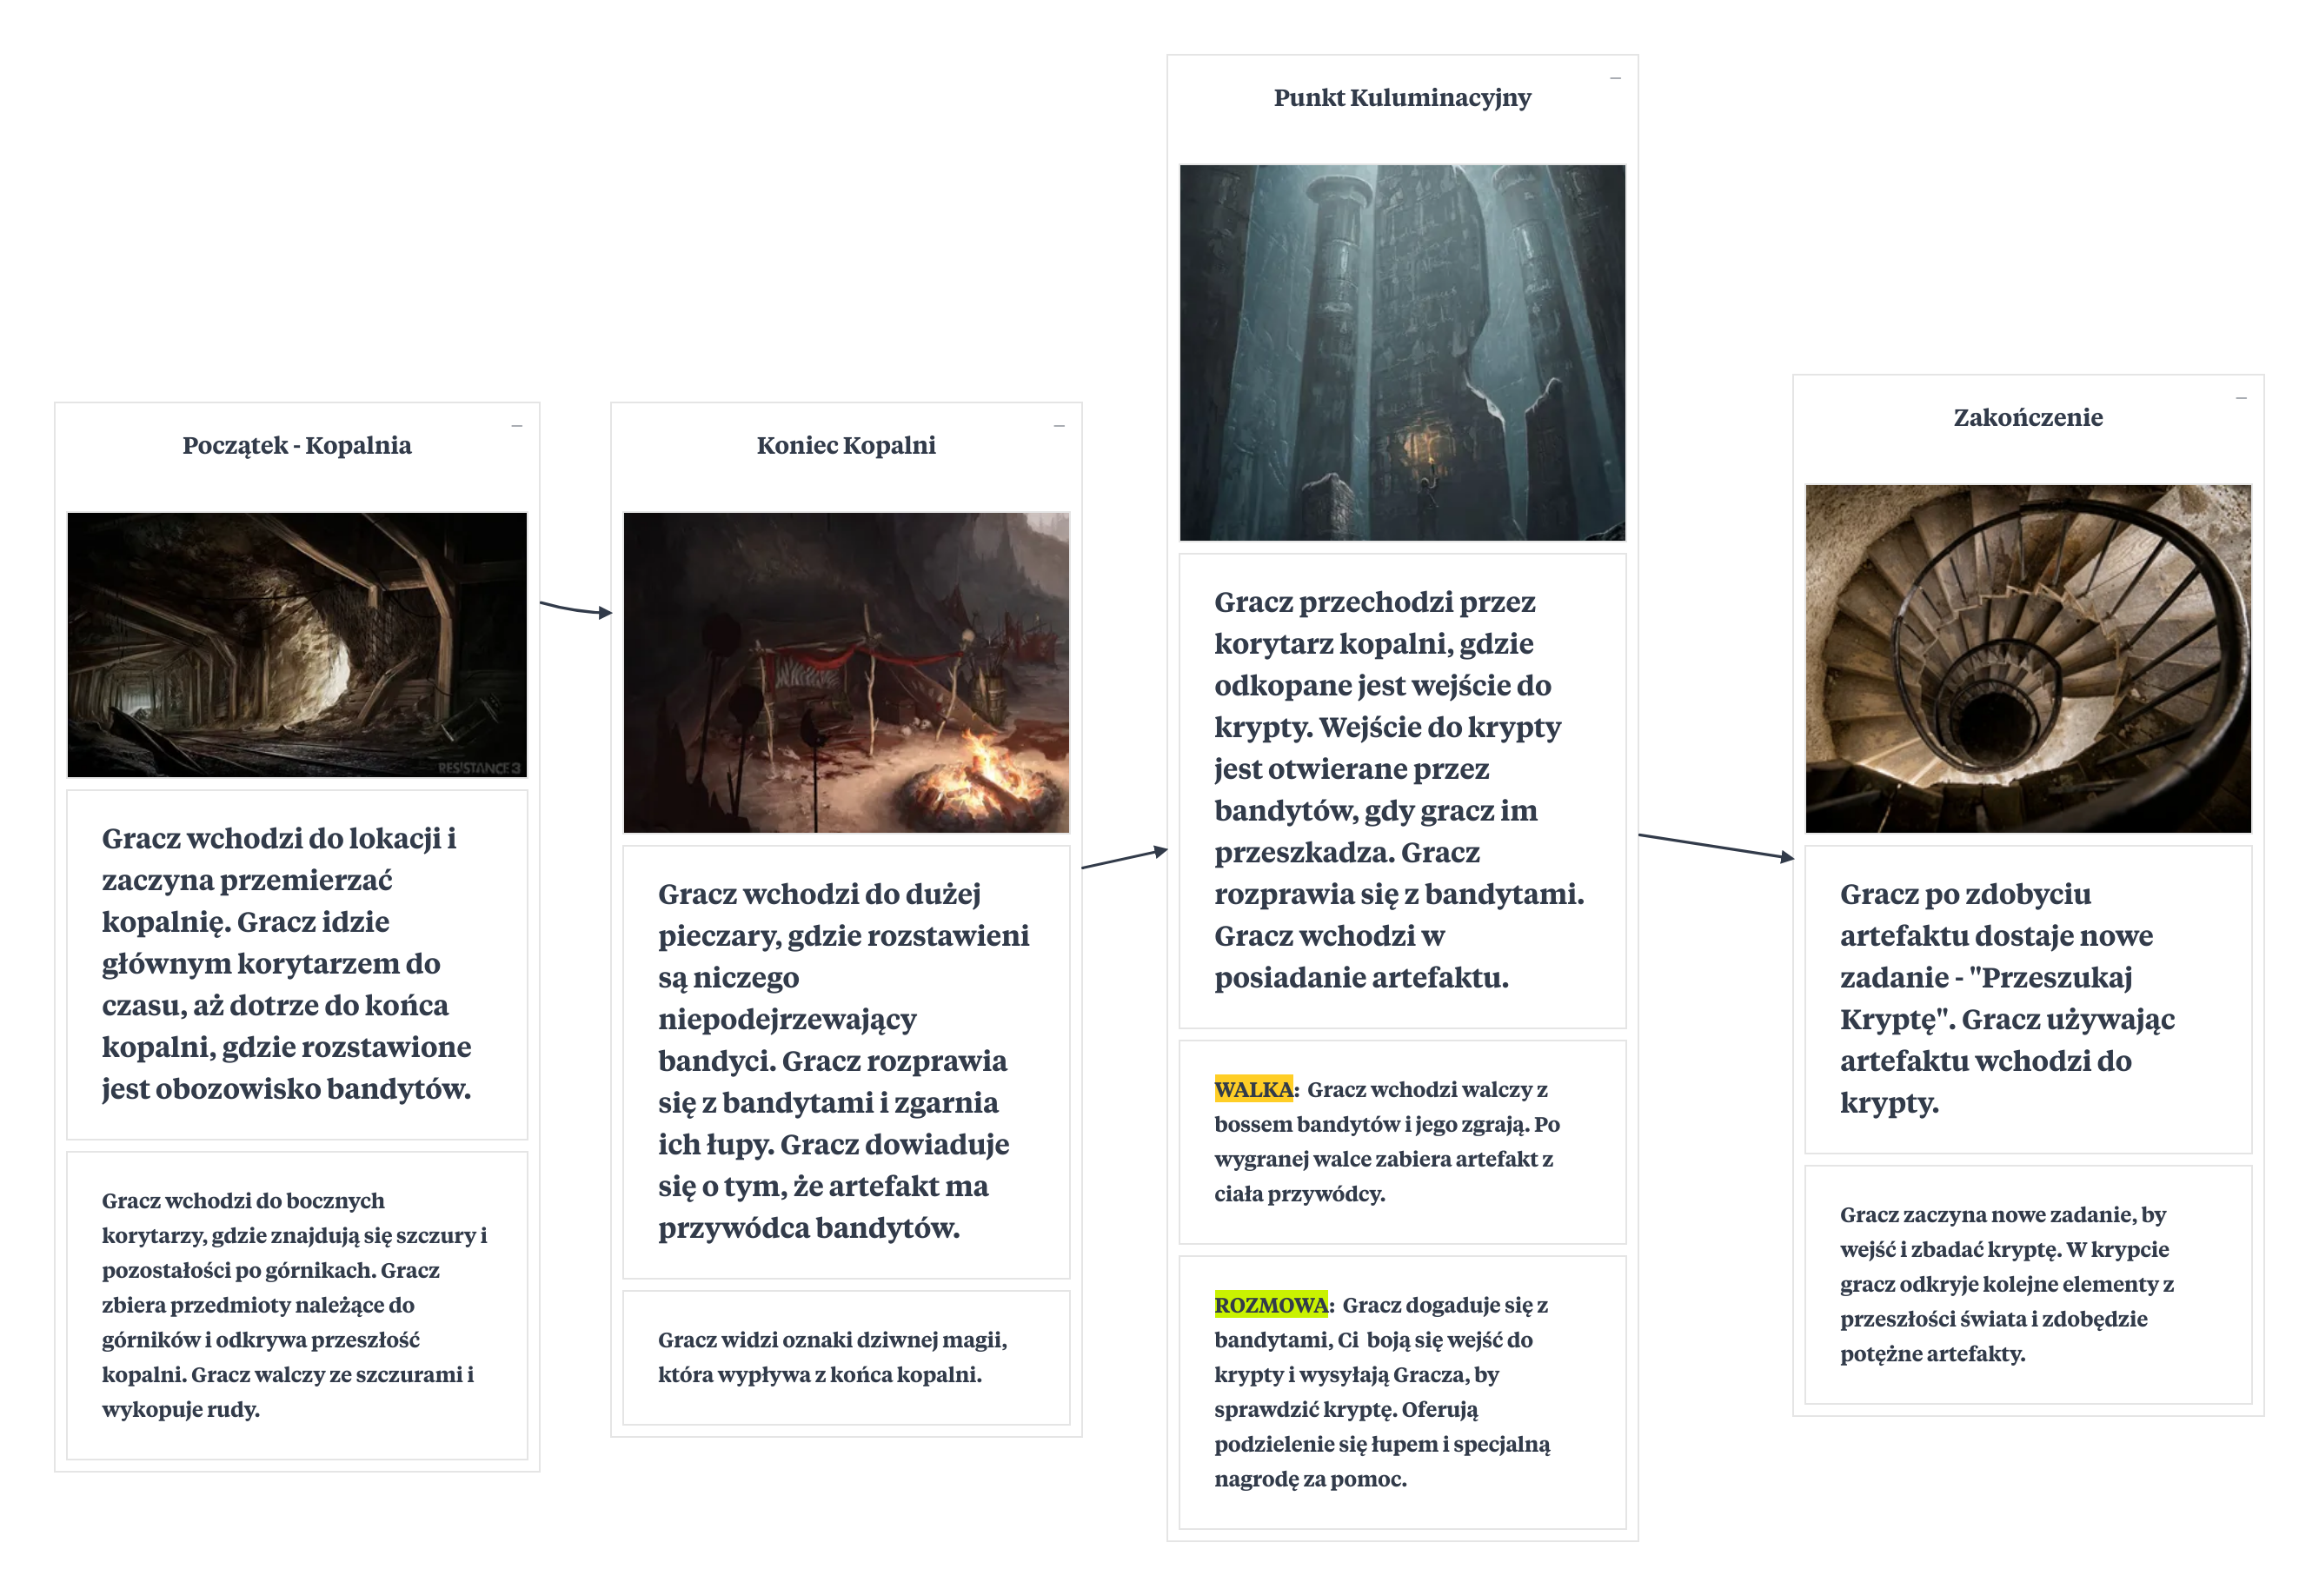 Początek - Kopalnia
RESISTANCE 3
Gracz wchodzi do lokacji i
zaczyna przemierzać
kopalnię. Gracz idzie
głównym korytarzem do
czasu, aż dotrze do końca
kopalni, gdzie rozstawione
jest obozowisko bandytów.
Gracz wchodzi do bocznych
korytarzy, gdzie znajdują się szczury i
pozostałości po górnikach. Gracz
zbiera przedmioty należące do
górników i odkrywa przeszłość
kopalni. Gracz walczy ze szczurami i
wykopuje rudy.
Koniec Kopalni
Gracz wchodzi do dużej
pieczary, gdzie rozstawieni
są niczego
niepodejrzewający
bandyci. Gracz rozprawia
się z bandytami i zgarnia
ich łupy. Gracz dowiaduje
się o tym, że artefakt ma
przywódca bandytów.
Gracz widzi oznaki dziwnej magii,
która wypływa z końca kopalni.
Punkt Kuluminacyjny
Gracz przechodzi przez
korytarz kopalni, gdzie
odkopane jest wejście do
krypty. Wejście do krypty
jest otwierane przez
bandytów, gdy gracz im
przeszkadza. Gracz
rozprawia się z bandytami.
Gracz wchodzi w
posiadanie artefaktu.
WALKA: Gracz wchodzi walczy z
bossem bandytów i jego zgrają. Po
wygranej walce zabiera artefakt z
ciała przywódcy.
ROZMOWA: Gracz dogaduje się z
bandytami, Ci boją się wejść do
krypty i wysyłają Gracza, by
sprawdzić kryptę. Oferują
podzielenie się łupem i specjalną
nagrodę za pomoc.
Zakończenie
Gracz po zdobyciu
artefaktu dostaje nowe
zadanie - "Przeszukaj
Kryptę". Gracz używając
artefaktu wchodzi do
krypty.
Gracz zaczyna nowe zadanie, by
wejść i zbadać kryptę. W krypcie
gracz odkryje kolejne elementy z
przeszłości świata i zdobędzie
potężne artefakty.